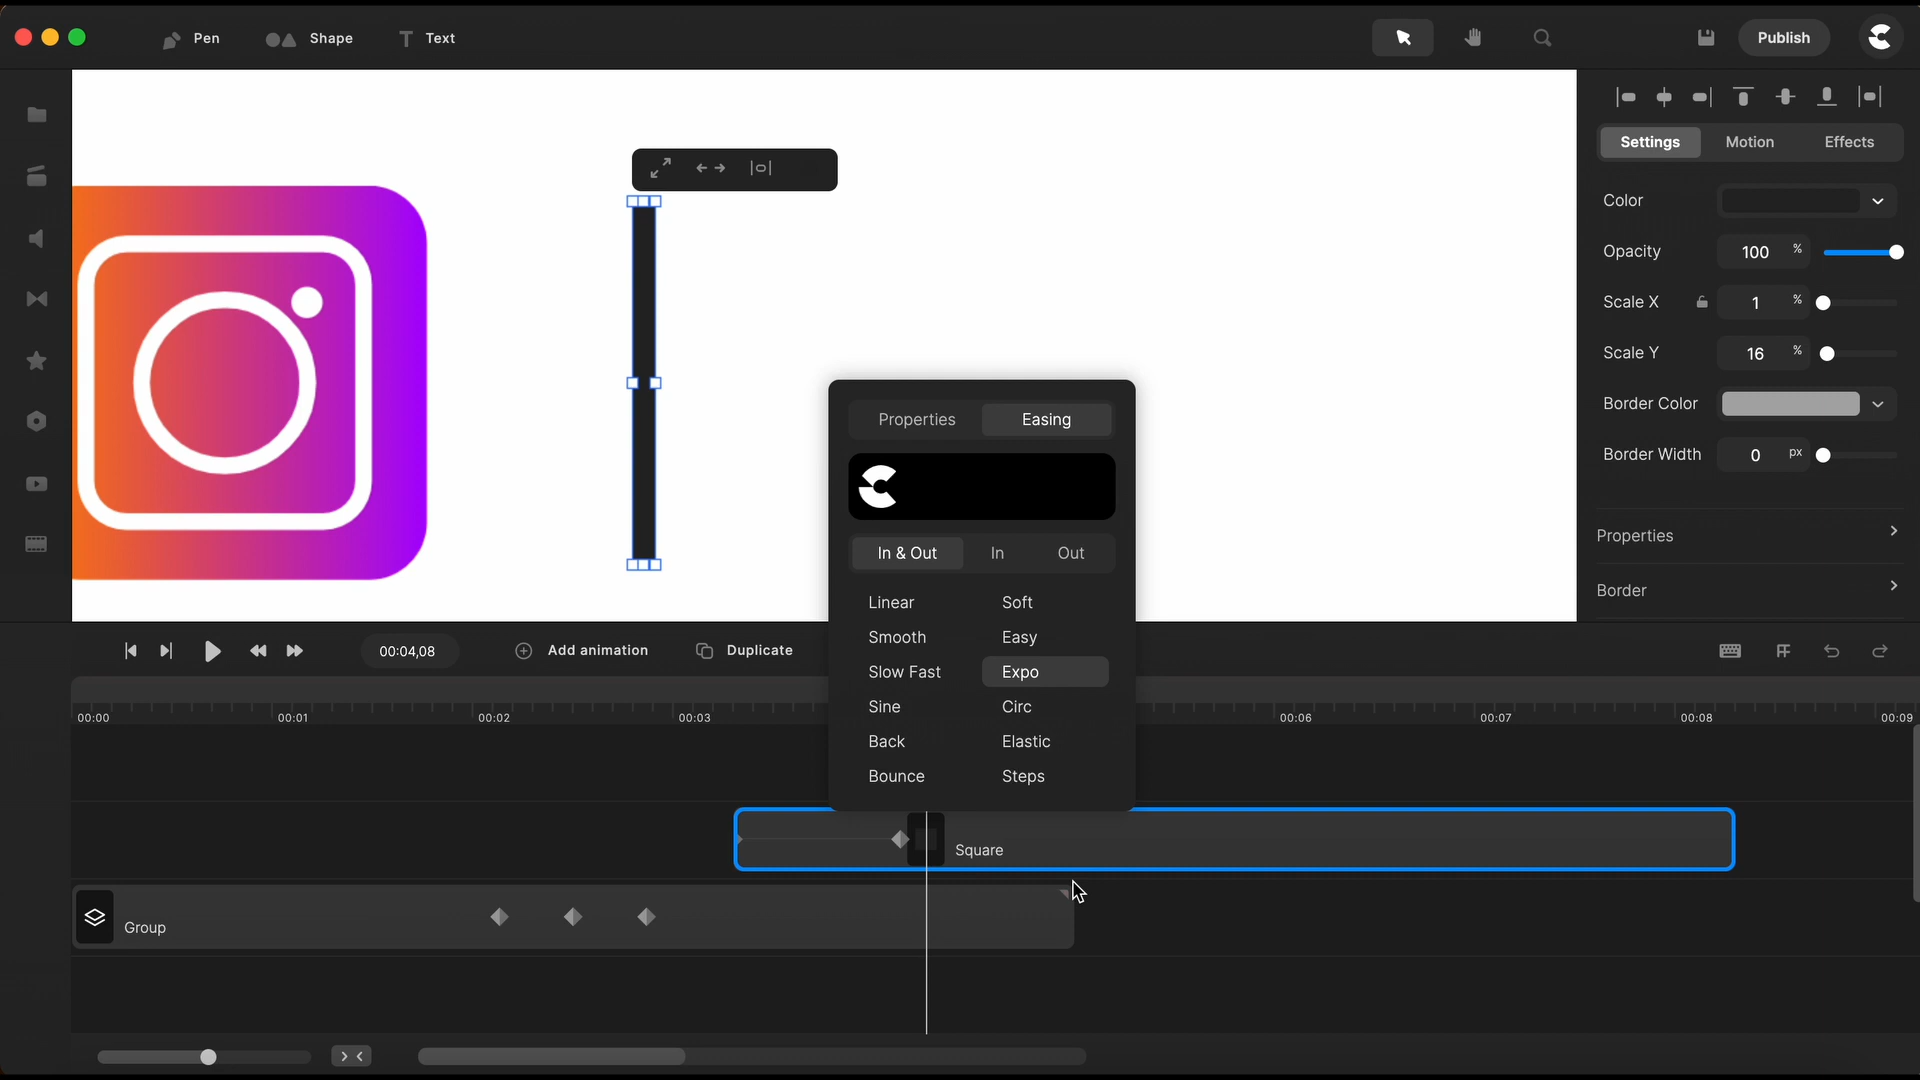 Pen Shape Text Publish
Settings Motion Effects
Color
Opacity 100 %
Scale X 1 %
Scale Y 16 %
Border Color
Border Width 0 px
Properties
Border
Properties Easing
In & Out In Out
Linear Soft
Smooth Easy
Slow Fast Expo
Sine Circ
Back Elastic
Bounce Steps
00:04,08 Add animation Duplicate
00:00 00:01 00:02 00:03 00:06 00:07 00:08 00:09
Square
Group